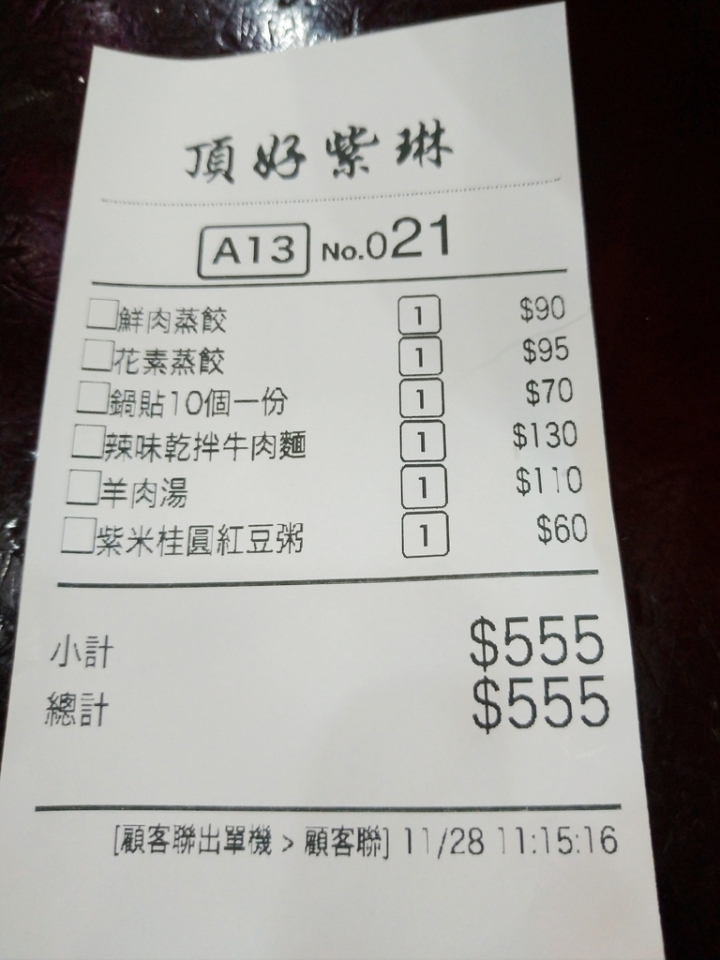 頂好紫琳
A13 No.021
鮮肉蒸餃 1 $90
花素蒸餃 1 $95
鍋貼10個一份 1 $70
辣味乾拌牛肉麵 1 $130
羊肉湯 1 $110
紫米桂圓紅豆粥 1 $60
小計 $555
總計 $555
[顧客聯出單機 > 顧客聯] 11/28 11:15:16